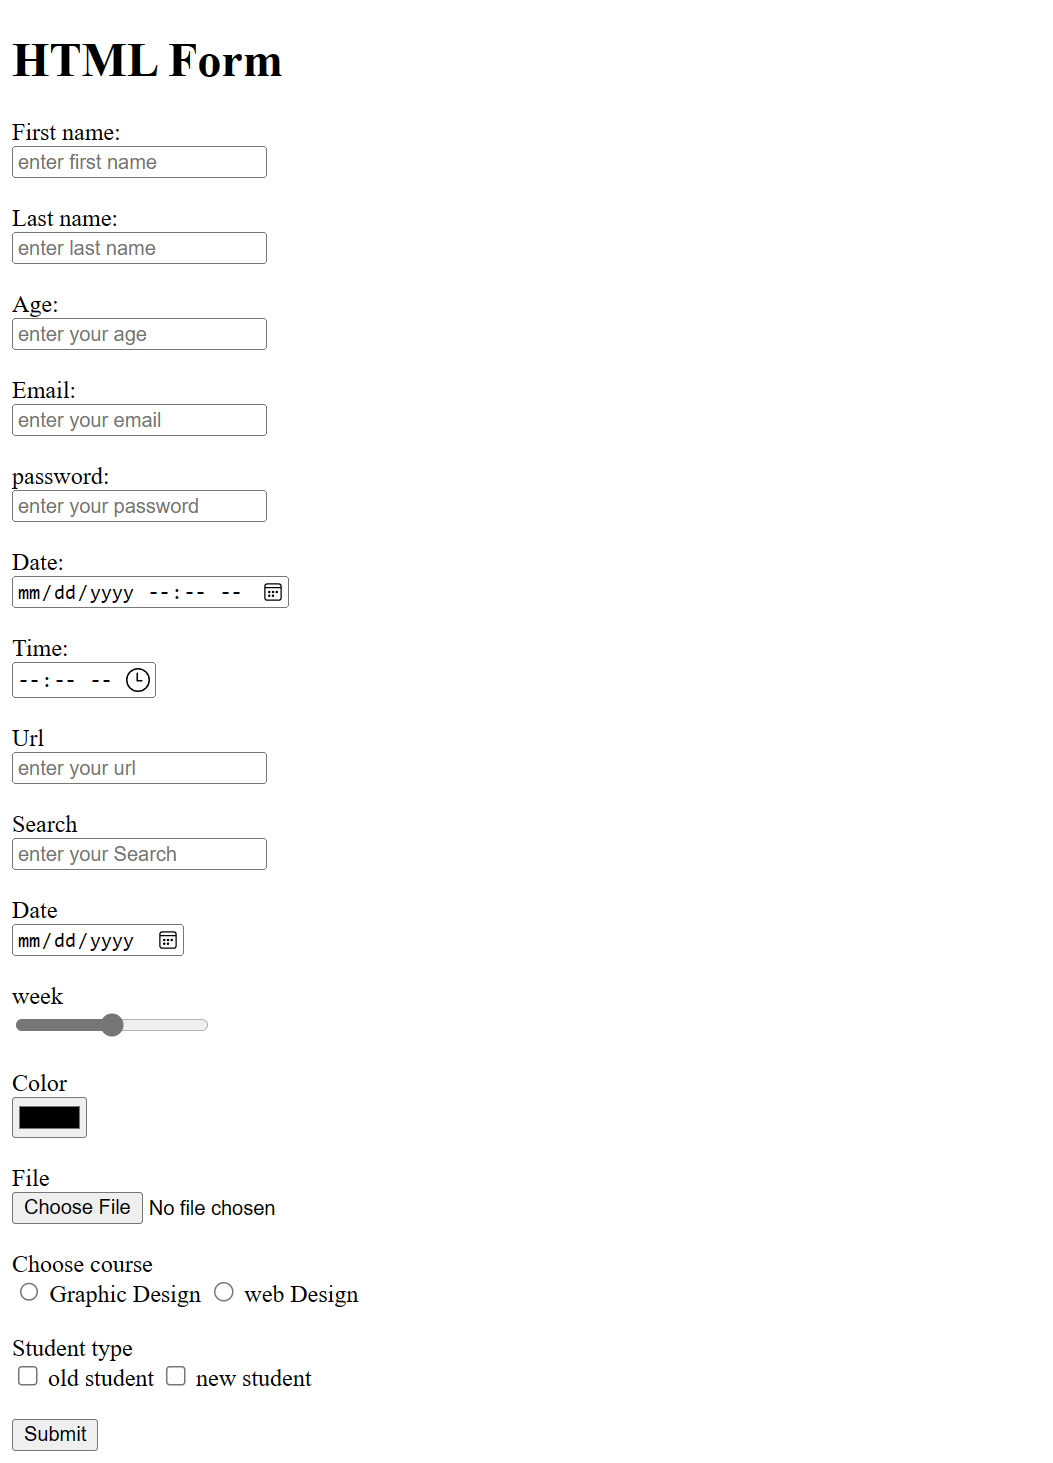 HTML Form
First name:
enter first name
Last name:
enter last name
Age:
enter your age
Email:
enter your email
password:
enter your password
Date:
mm/dd/yyyy --:-- --
Time:
--:-- --
Url
enter your url
Search
enter your Search
Date
mm/dd/yyyy
week
Color
File
Choose File No file chosen
Choose course
Graphic Design web Design
Student type
old student new student
Submit